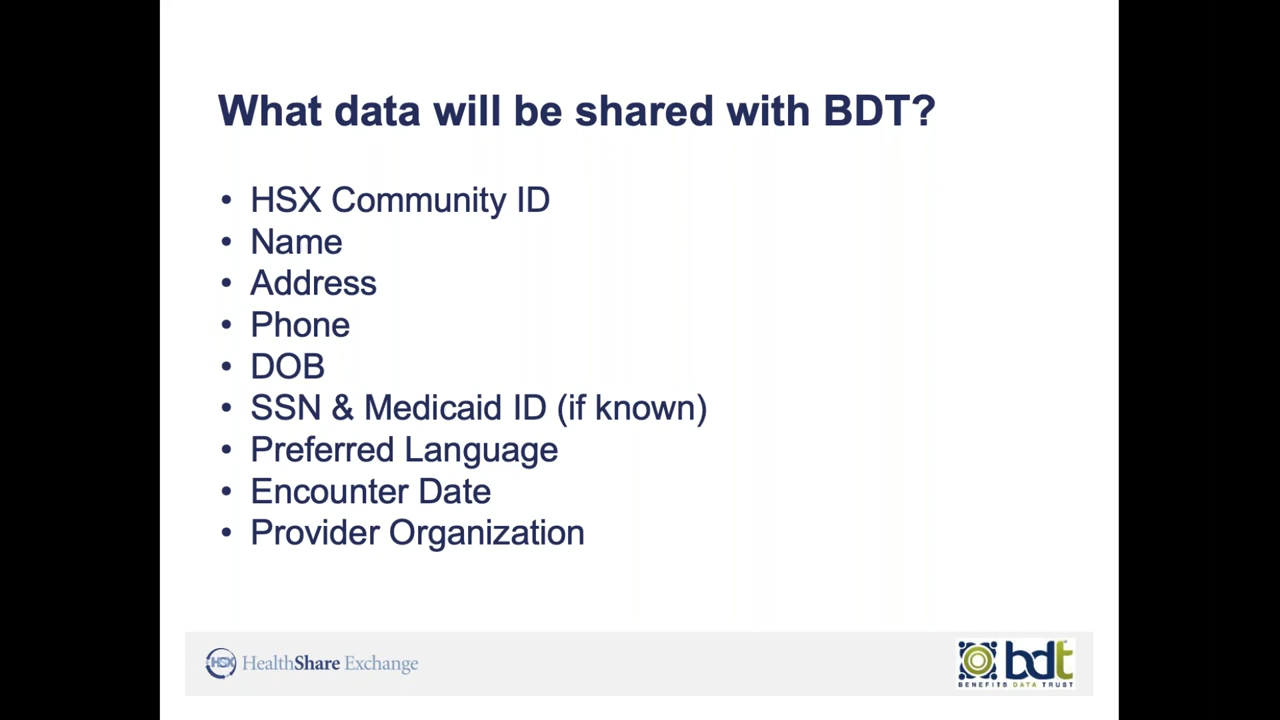 What data will be shared with BDT?
• HSX Community ID
• Name
• Address
• Phone
• DOB
• SSN & Medicaid ID (if known)
• Preferred Language
• Encounter Date
• Provider Organization
HSX HealthShare Exchange
bdt
BENEFITS DATA TRUST